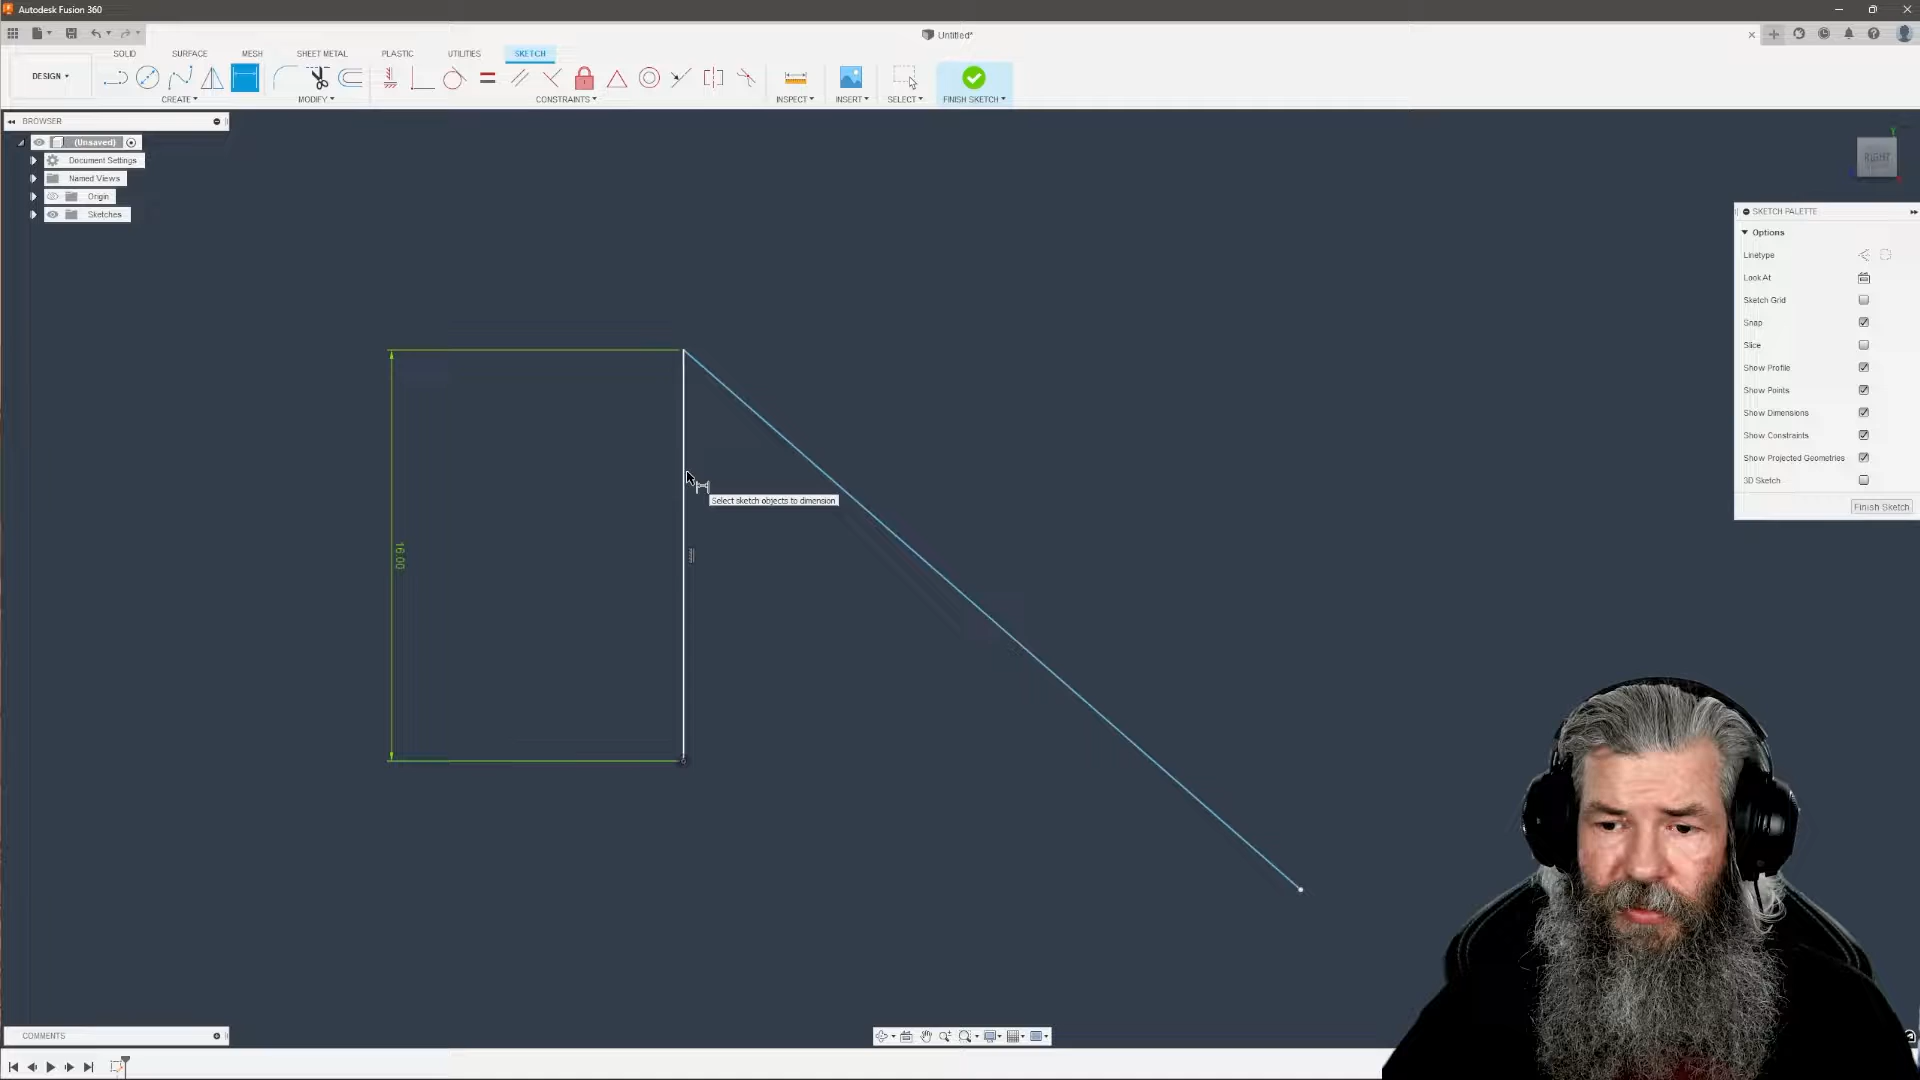 Autodesk Fusion 360
Untitled*
SOLID SURFACE MESH SHEET METAL PLASTIC UTILITIES SKETCH
DESIGN
CREATE MODIFY CONSTRAINTS INSPECT INSERT SELECT FINISH SKETCH
BROWSER
(Unsaved)
Document Settings
Named Views
Origin
Sketches
RIGHT
SKETCH PALETTE
Options
Linetype
Look At
Sketch Grid
Snap
Slice
Show Profile
Show Points
Show Dimensions
Show Constraints
Show Projected Geometries
3D Sketch
Finish Sketch
Select sketch objects to dimension
16.00
COMMENTS